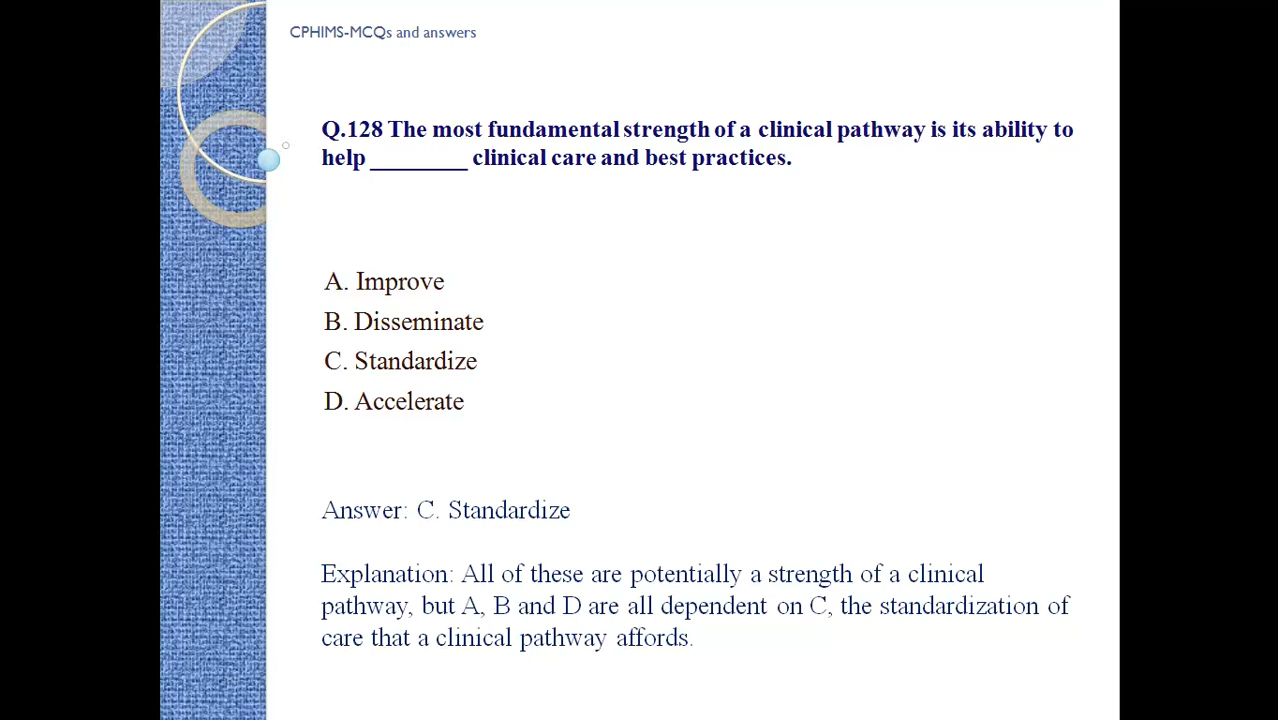 CPHIMS-MCQs and answers
Q.128 The most fundamental strength of a clinical pathway is its ability to
help ________ clinical care and best practices.
A. Improve
B. Disseminate
C. Standardize
D. Accelerate
Answer: C. Standardize
Explanation: All of these are potentially a strength of a clinical
pathway, but A, B and D are all dependent on C, the standardization of
care that a clinical pathway affords.